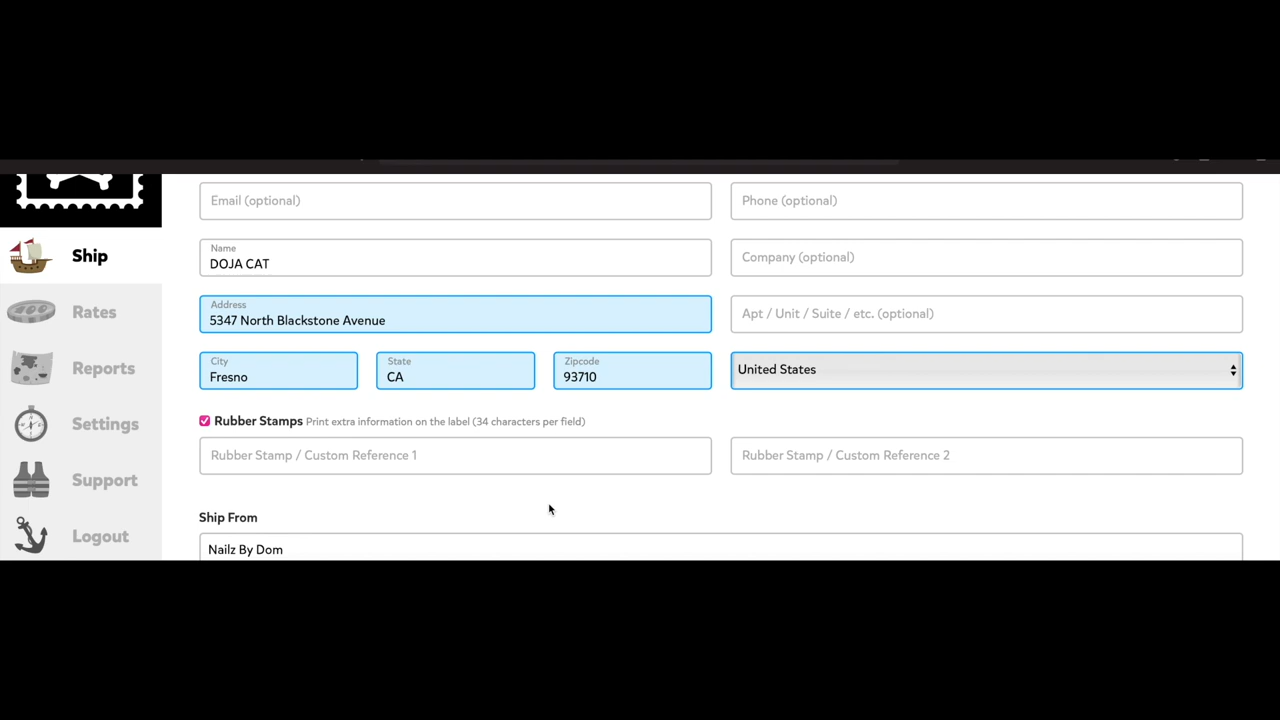 Email (optional)
Phone (optional)
Ship
Name
DOJA CAT
Company (optional)
Rates
Address
5347 North Blackstone Avenue
Apt / Unit / Suite / etc. (optional)
Reports
City
Fresno
State
CA
Zipcode
93710
United States
Settings
Rubber Stamps Print extra information on the label (34 characters per field)
Rubber Stamp / Custom Reference 1
Rubber Stamp / Custom Reference 2
Support
Ship From
Logout
Nailz By Dom